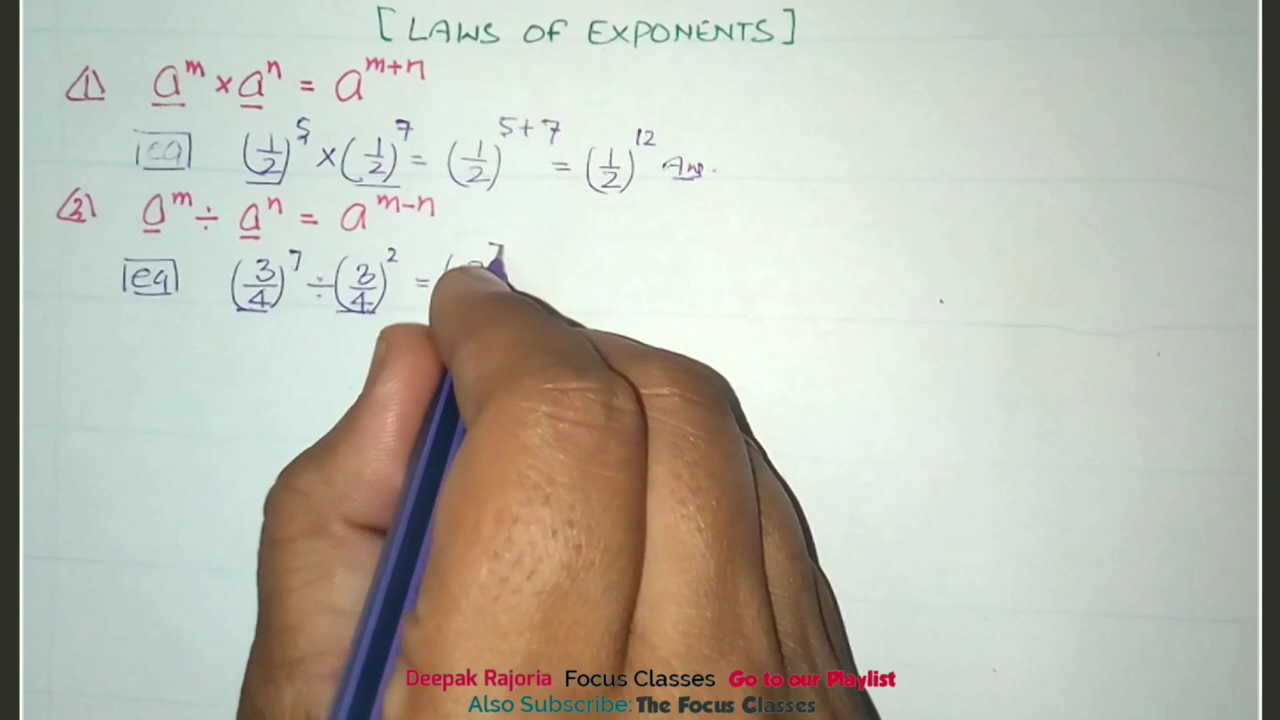 [LAWS OF EXPONENTS]
(1) a^m × a^n = a^(m+n)
eg (1/2)^5 × (1/2)^7 = (1/2)^(5+7) = (1/2)^12 Ans.
(2) a^m ÷ a^n = a^(m-n)
eg (3/4)^7 ÷ (3/4)^2 = ( 7
Deepak Rajoria Focus Classes Go to our Playlist
Also Subscribe: The Focus Classes